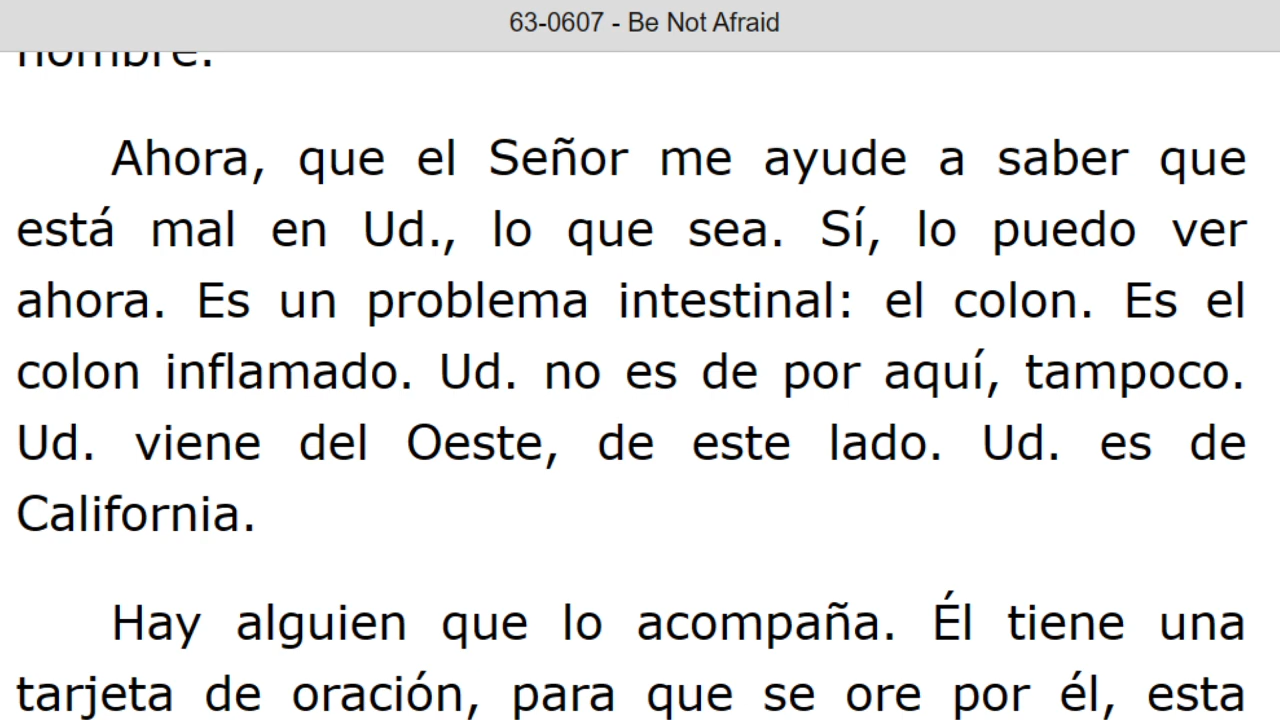 63-0607 - Be Not Afraid
nombre.
Ahora, que el Señor me ayude a saber que
está mal en Ud., lo que sea. Sí, lo puedo ver
ahora. Es un problema intestinal: el colon. Es el
colon inflamado. Ud. no es de por aquí, tampoco.
Ud. viene del Oeste, de este lado. Ud. es de
California.
Hay alguien que lo acompaña. Él tiene una
tarjeta de oración, para que se ore por él, esta